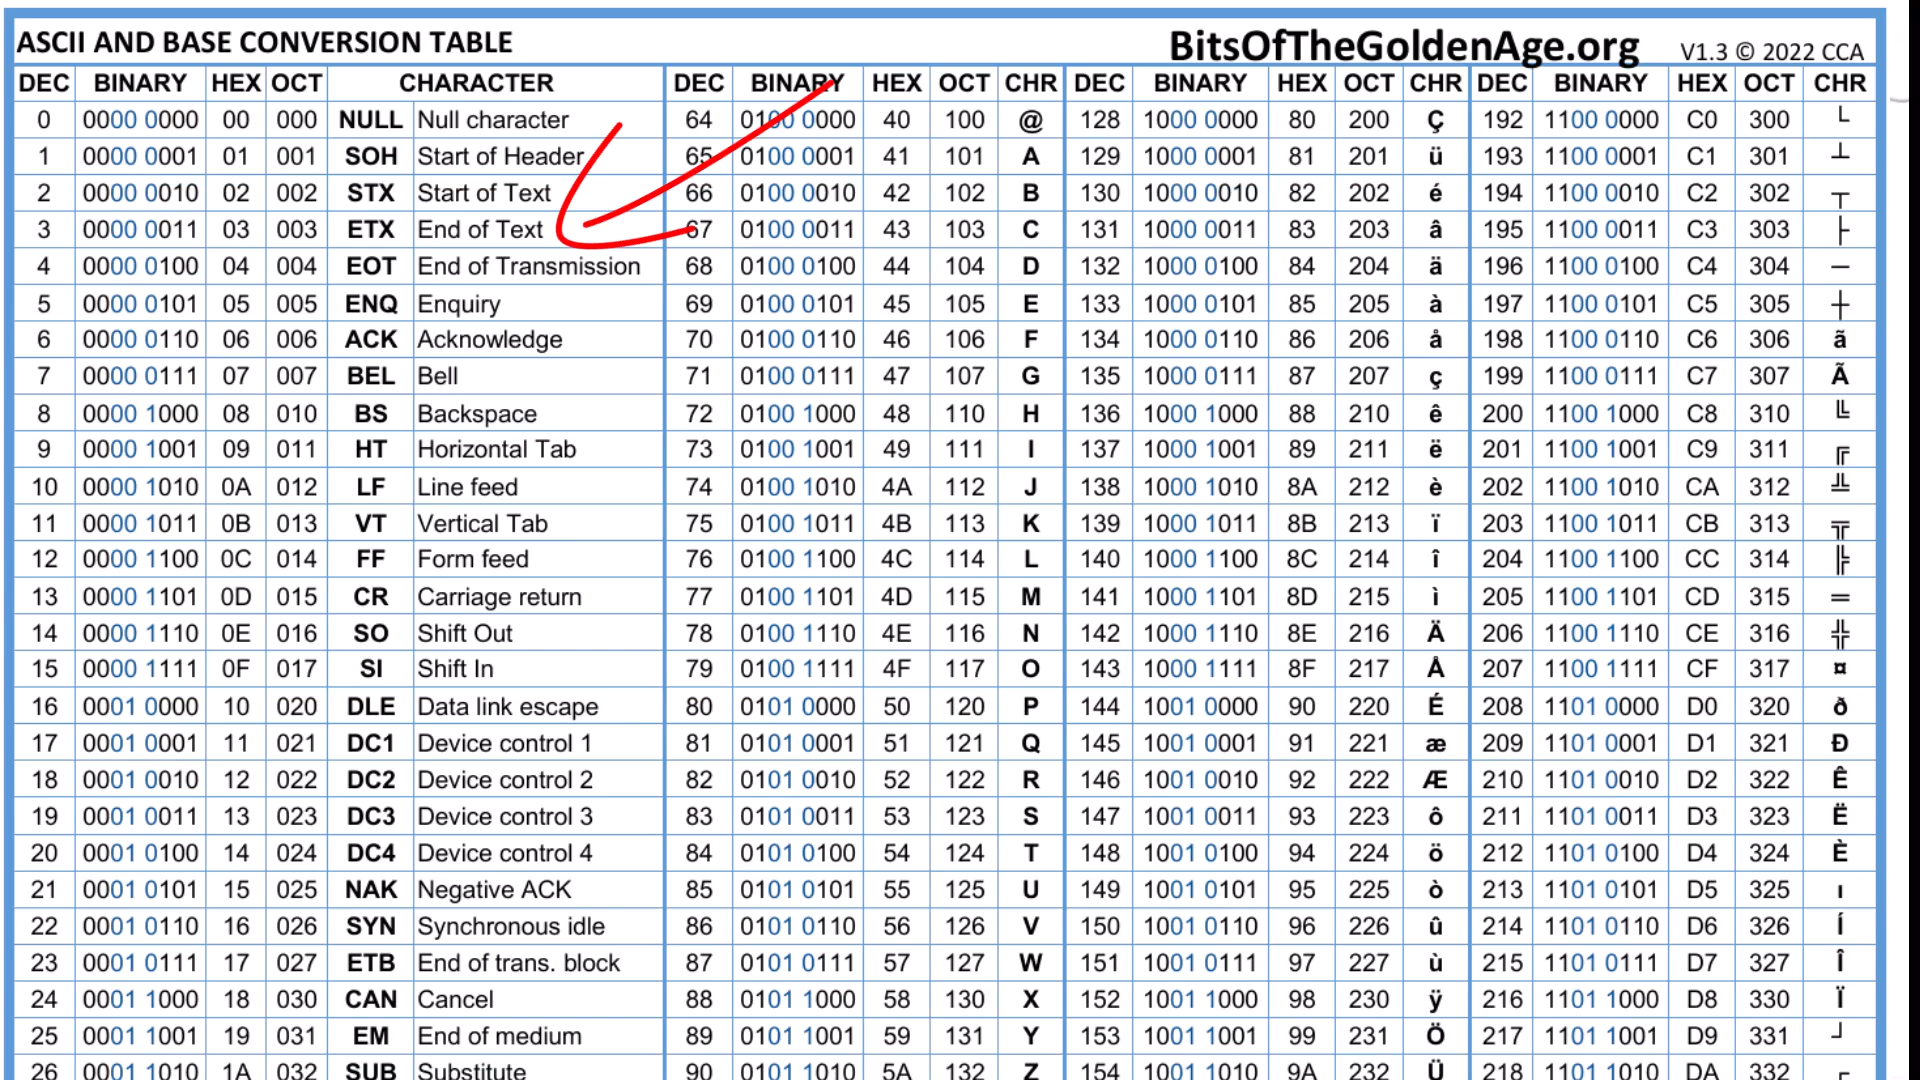 ASCII AND BASE CONVERSION TABLE BitsOfTheGoldenAge.org V1.3 © 2022 CCA
DEC BINARY HEX OCT CHARACTER DEC BINARY HEX OCT CHR DEC BINARY HEX OCT CHR DEC BINARY HEX OCT CHR
0 0000 0000 00 000 NULL Null character 64 0100 0000 40 100 @ 128 1000 0000 80 200 Ç 192 1100 0000 C0 300 └
1 0000 0001 01 001 SOH Start of Header 65 0100 0001 41 101 A 129 1000 0001 81 201 ü 193 1100 0001 C1 301 ┴
2 0000 0010 02 002 STX Start of Text 66 0100 0010 42 102 B 130 1000 0010 82 202 é 194 1100 0010 C2 302 ┬
3 0000 0011 03 003 ETX End of Text 67 0100 0011 43 103 C 131 1000 0011 83 203 â 195 1100 0011 C3 303 ├
4 0000 0100 04 004 EOT End of Transmission 68 0100 0100 44 104 D 132 1000 0100 84 204 ä 196 1100 0100 C4 304 ─
5 0000 0101 05 005 ENQ Enquiry 69 0100 0101 45 105 E 133 1000 0101 85 205 à 197 1100 0101 C5 305 ┼
6 0000 0110 06 006 ACK Acknowledge 70 0100 0110 46 106 F 134 1000 0110 86 206 å 198 1100 0110 C6 306 ã
7 0000 0111 07 007 BEL Bell 71 0100 0111 47 107 G 135 1000 0111 87 207 ç 199 1100 0111 C7 307 Ã
8 0000 1000 08 010 BS Backspace 72 0100 1000 48 110 H 136 1000 1000 88 210 ê 200 1100 1000 C8 310 ╚
9 0000 1001 09 011 HT Horizontal Tab 73 0100 1001 49 111 I 137 1000 1001 89 211 ë 201 1100 1001 C9 311 ╔
10 0000 1010 0A 012 LF Line feed 74 0100 1010 4A 112 J 138 1000 1010 8A 212 è 202 1100 1010 CA 312 ╩
11 0000 1011 0B 013 VT Vertical Tab 75 0100 1011 4B 113 K 139 1000 1011 8B 213 ï 203 1100 1011 CB 313 ╦
12 0000 1100 0C 014 FF Form feed 76 0100 1100 4C 114 L 140 1000 1100 8C 214 î 204 1100 1100 CC 314 ╠
13 0000 1101 0D 015 CR Carriage return 77 0100 1101 4D 115 M 141 1000 1101 8D 215 ì 205 1100 1101 CD 315 ═
14 0000 1110 0E 016 SO Shift Out 78 0100 1110 4E 116 N 142 1000 1110 8E 216 Ä 206 1100 1110 CE 316 ╬
15 0000 1111 0F 017 SI Shift In 79 0100 1111 4F 117 O 143 1000 1111 8F 217 Å 207 1100 1111 CF 317 ¤
16 0001 0000 10 020 DLE Data link escape 80 0101 0000 50 120 P 144 1001 0000 90 220 É 208 1101 0000 D0 320 ð
17 0001 0001 11 021 DC1 Device control 1 81 0101 0001 51 121 Q 145 1001 0001 91 221 æ 209 1101 0001 D1 321 Ð
18 0001 0010 12 022 DC2 Device control 2 82 0101 0010 52 122 R 146 1001 0010 92 222 Æ 210 1101 0010 D2 322 Ê
19 0001 0011 13 023 DC3 Device control 3 83 0101 0011 53 123 S 147 1001 0011 93 223 ô 211 1101 0011 D3 323 Ë
20 0001 0100 14 024 DC4 Device control 4 84 0101 0100 54 124 T 148 1001 0100 94 224 ö 212 1101 0100 D4 324 È
21 0001 0101 15 025 NAK Negative ACK 85 0101 0101 55 125 U 149 1001 0101 95 225 ò 213 1101 0101 D5 325 ı
22 0001 0110 16 026 SYN Synchronous idle 86 0101 0110 56 126 V 150 1001 0110 96 226 û 214 1101 0110 D6 326 Í
23 0001 0111 17 027 ETB End of trans. block 87 0101 0111 57 127 W 151 1001 0111 97 227 ù 215 1101 0111 D7 327 Î
24 0001 1000 18 030 CAN Cancel 88 0101 1000 58 130 X 152 1001 1000 98 230 ÿ 216 1101 1000 D8 330 Ï
25 0001 1001 19 031 EM End of medium 89 0101 1001 59 131 Y 153 1001 1001 99 231 Ö 217 1101 1001 D9 331 ┘
26 0001 1010 1A 032 SUB Substitute 90 0101 1010 5A 132 Z 154 1001 1010 9A 232 Ü 218 1101 1010 DA 332 ┌